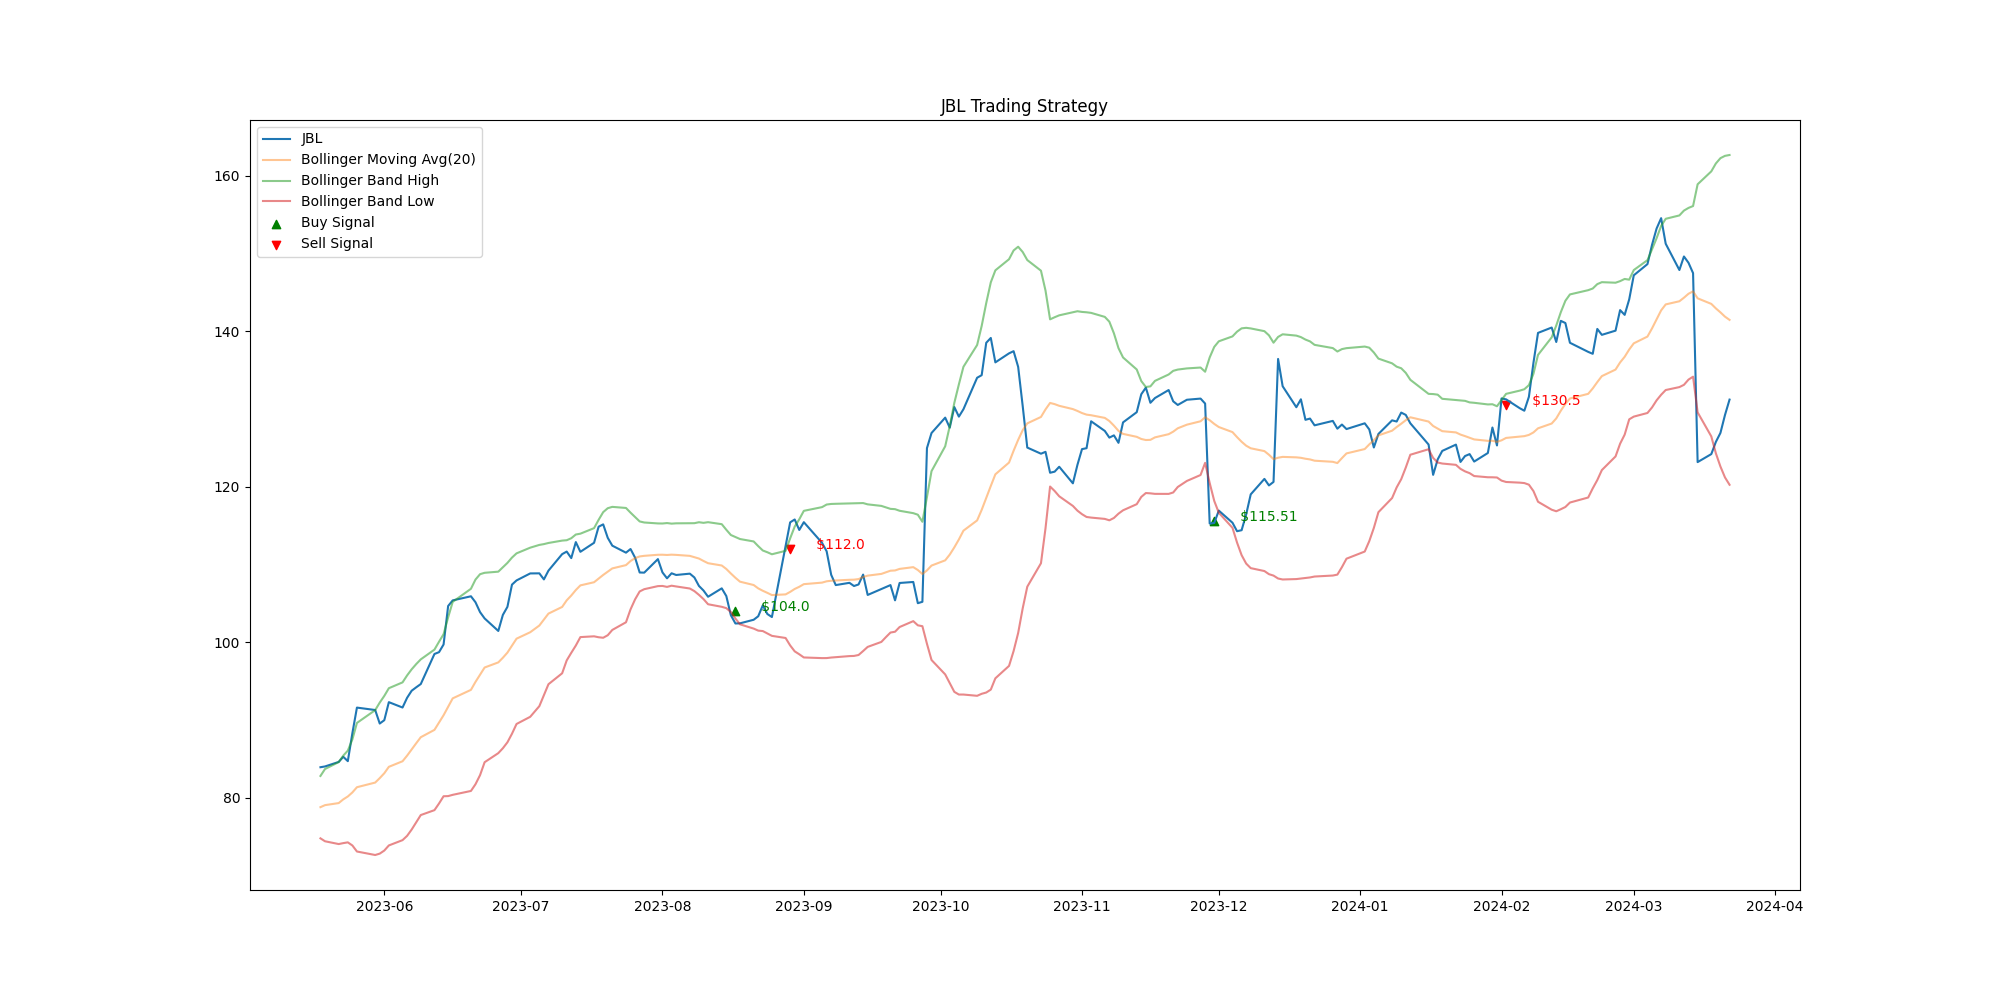 JBL Trading Strategy
JBL
Bollinger Moving Avg(20)
Bollinger Band High
Bollinger Band Low
Buy Signal
Sell Signal
160
140
120
100
80
$130.5
$115.51
$112.0
$104.0
2023-06 2023-07 2023-08 2023-09 2023-10 2023-11 2023-12 2024-01 2024-02 2024-03 2024-04